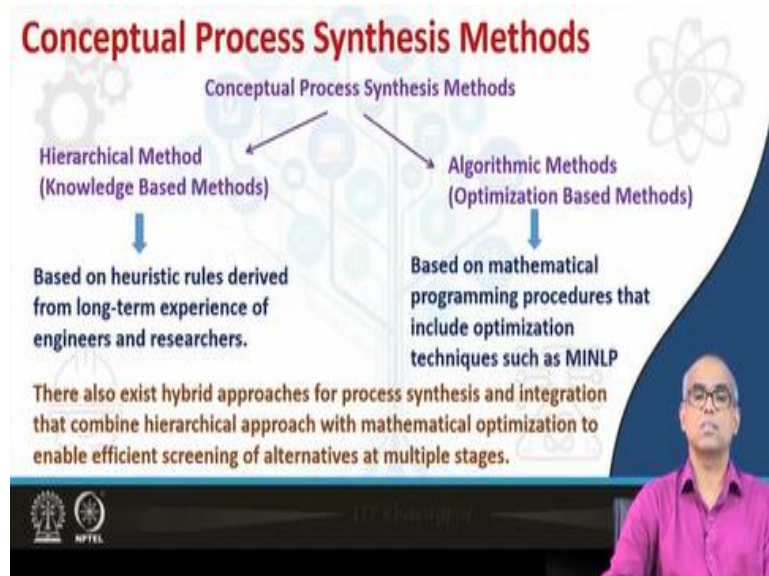 Conceptual Process Synthesis Methods
Conceptual Process Synthesis Methods
Hierarchical Method
(Knowledge Based Methods)
Algorithmic Methods
(Optimization Based Methods)
Based on heuristic rules derived
from long-term experience of
engineers and researchers.
Based on mathematical
programming procedures that
include optimization
techniques such as MINLP
There also exist hybrid approaches for process synthesis and integration
that combine hierarchical approach with mathematical optimization to
enable efficient screening of alternatives at multiple stages.
IIT Kharagpur
NPTEL